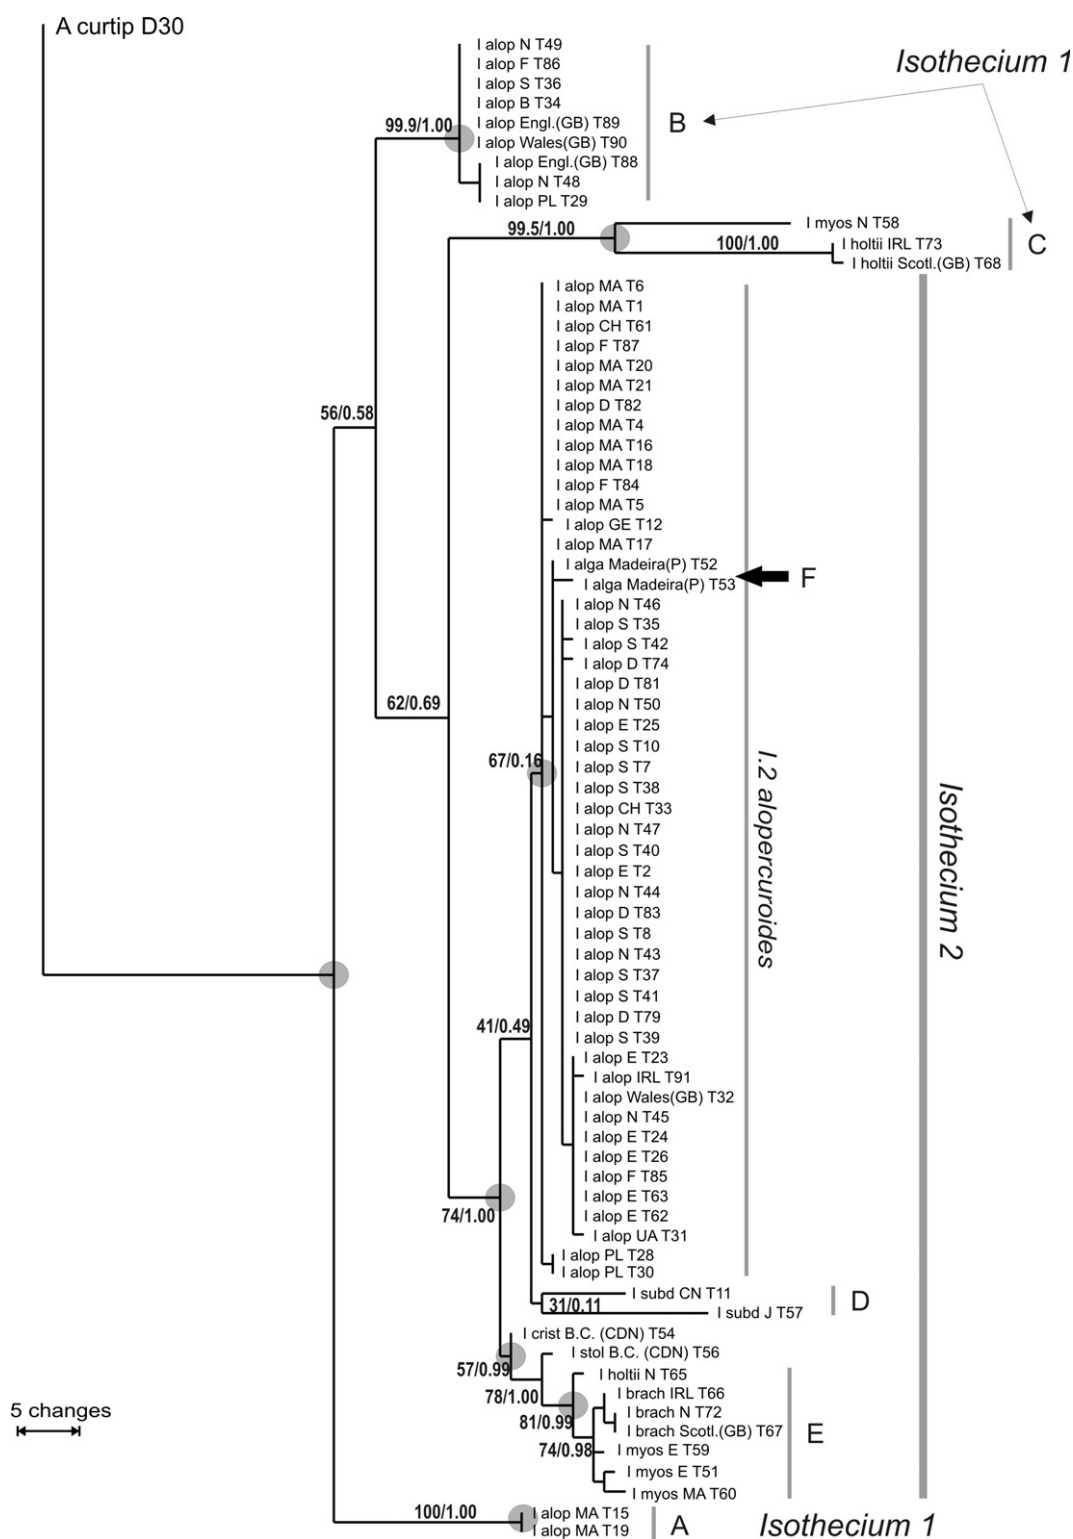 A curtip D30
I alop N T49
I alop F T86
I alop S T36
I alop B T34
I alop Engl.(GB) T89
I alop Wales(GB) T90
I alop Engl.(GB) T88
I alop N T48
I alop PL T29
99.9/1.00
B
Isothecium 1
I myos N T58
I holtii IRL T73
I holtii Scotl.(GB) T68
99.5/1.00
100/1.00
C
I alop MA T6
I alop MA T1
I alop CH T61
I alop F T87
I alop MA T20
I alop MA T21
I alop D T82
I alop MA T4
I alop MA T16
I alop MA T18
I alop F T84
I alop MA T5
I alop GE T12
I alop MA T17
I alga Madeira(P) T52
I alga Madeira(P) T53
F
I alop N T46
I alop S T35
I alop S T42
I alop D T74
I alop D T81
I alop N T50
I alop E T25
I alop S T10
I alop S T7
I alop S T38
I alop CH T33
I alop N T47
I alop S T40
I alop E T2
I alop N T44
I alop D T83
I alop S T8
I alop N T43
I alop S T37
I alop S T41
I alop D T79
I alop S T39
I alop E T23
I alop IRL T91
I alop Wales(GB) T32
I alop N T45
I alop E T24
I alop E T26
I alop F T85
I alop E T63
I alop E T62
I alop UA T31
I alop PL T28
I alop PL T30
56/0.58
62/0.69
67/0.16
41/0.49
74/1.00
I.2 alopercuroides
Isothecium 2
I subd CN T11
31/0.11
I subd J T57
D
I crist B.C. (CDN) T54
I stol B.C. (CDN) T56
57/0.99
78/1.00
I holtii N T65
I brach IRL T66
I brach N T72
I brach Scotl.(GB) T67
I myos E T59
I myos E T51
I myos MA T60
81/0.99
74/0.98
E
5 changes
100/1.00
I alop MA T15
I alop MA T19
A
Isothecium 1